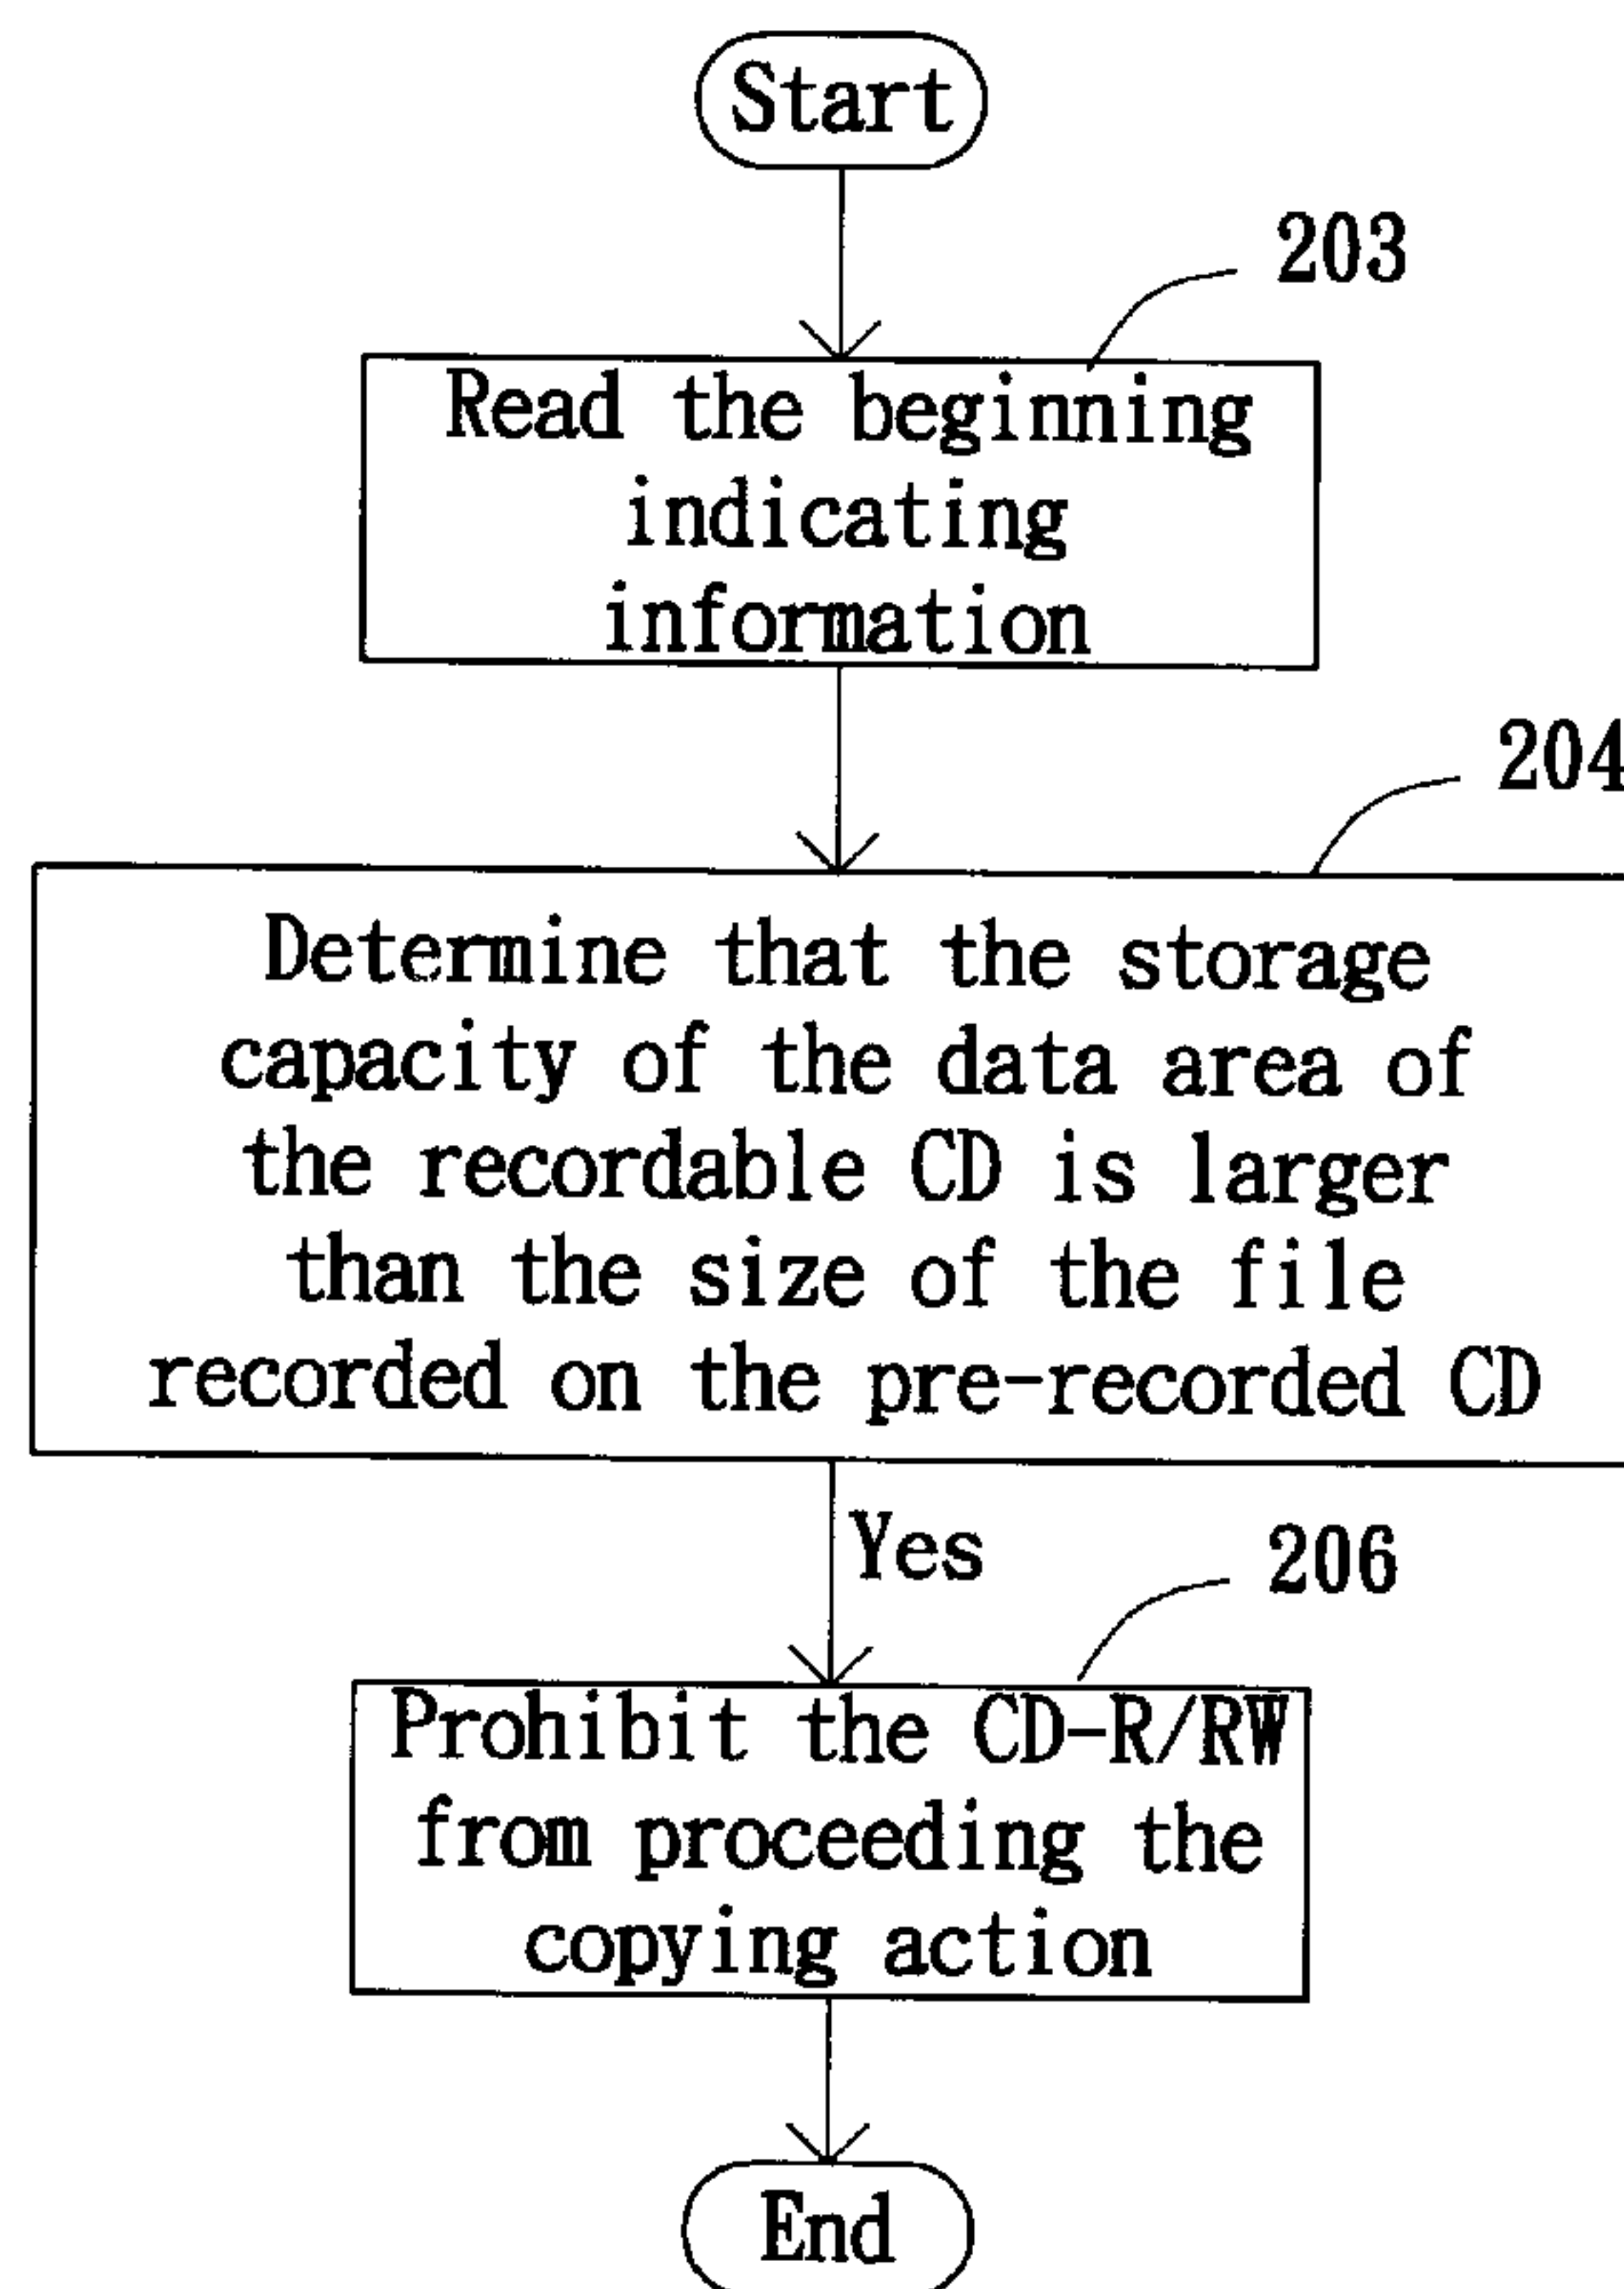 Start
203
Read the beginning
indicating
information
204
Determine that the storage
capacity of the data area of
the recordable CD is larger
than the size of the file
recorded on the pre-recorded CD
Yes
206
Prohibit the CD-R/RW
from proceeding the
copying action
End